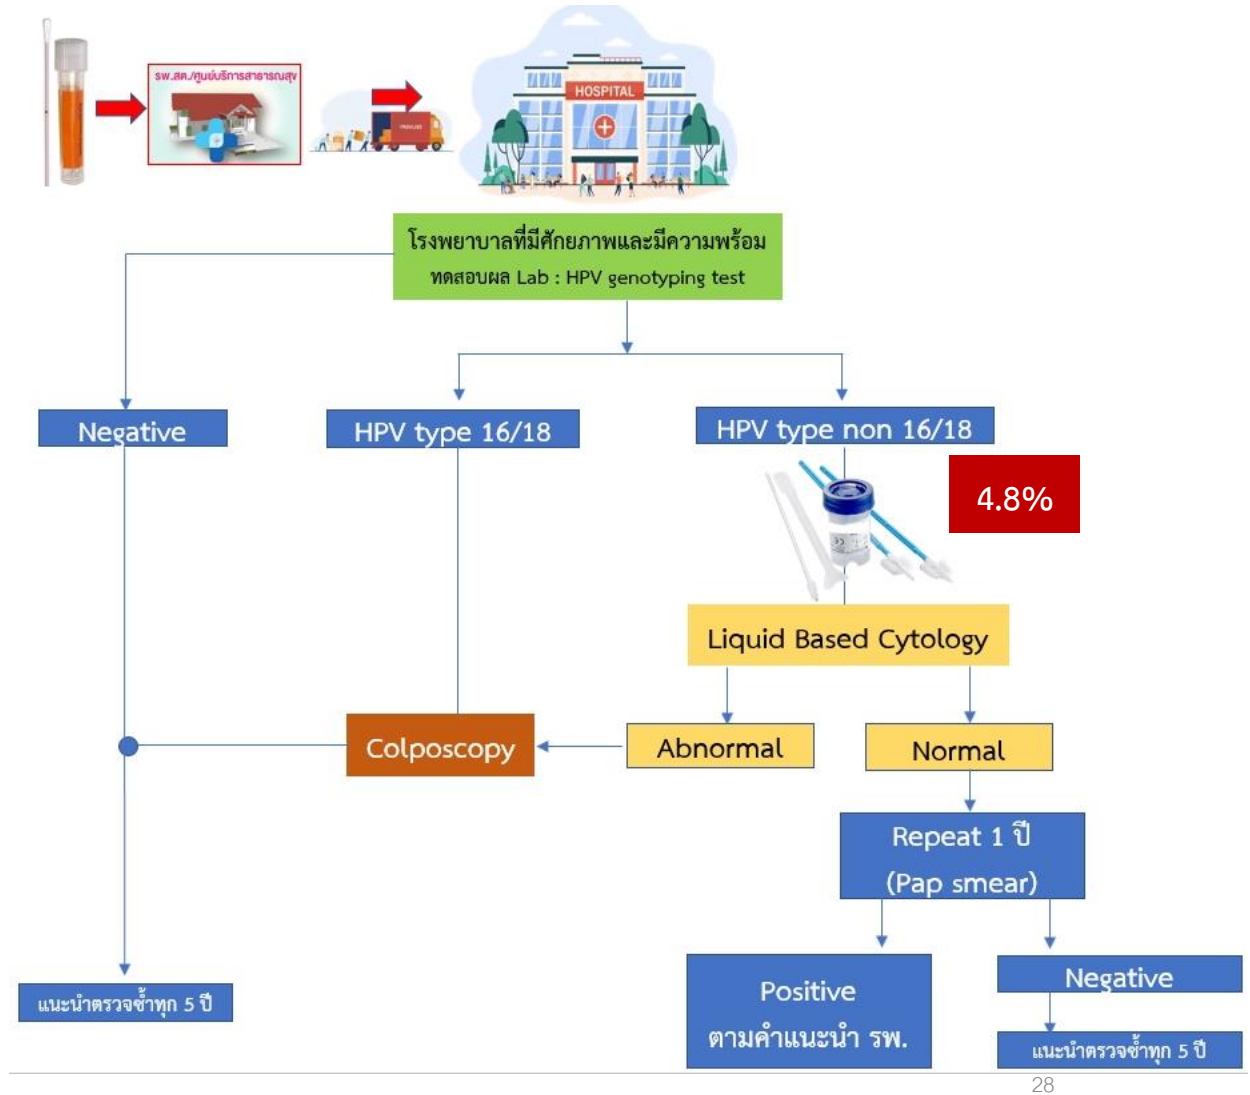 รพ.สต./ศูนย์บริการสาธารณสุข
HOSPITAL
โรงพยาบาลที่มีศักยภาพและมีความพร้อม
ทดสอบผล Lab : HPV genotyping test
Negative
HPV type 16/18
HPV type non 16/18
4.8%
Liquid Based Cytology
Colposcopy
Abnormal
Normal
Repeat 1 ปี
(Pap smear)
Positive
ตามคำแนะนำ รพ.
Negative
แนะนำตรวจซ้ำทุก 5 ปี
แนะนำตรวจซ้ำทุก 5 ปี
28